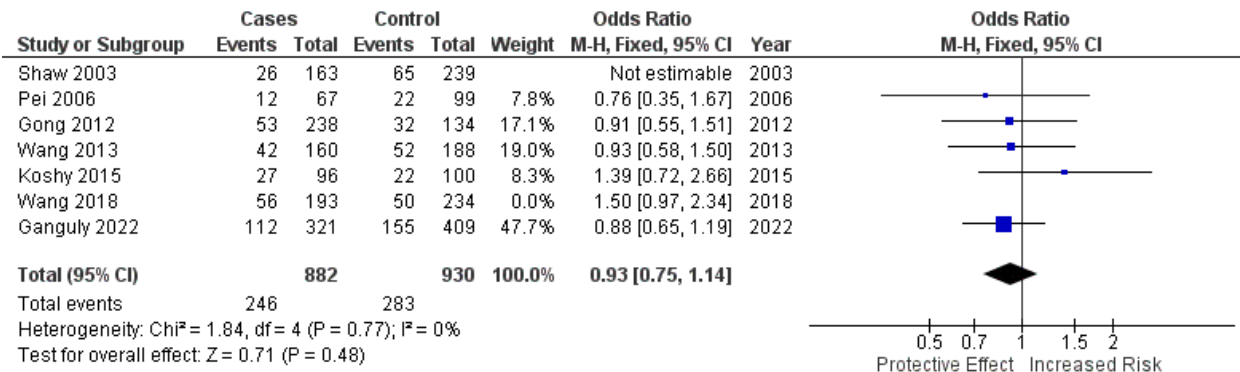 Cases Control Odds Ratio Odds Ratio
Study or Subgroup Events Total Events Total Weight M-H, Fixed, 95% CI Year M-H, Fixed, 95% CI
Shaw 2003 26 163 65 239 Not estimable 2003
Pei 2006 12 67 22 99 7.8% 0.76 [0.35, 1.67] 2006
Gong 2012 53 238 32 134 17.1% 0.91 [0.55, 1.51] 2012
Wang 2013 42 160 52 188 19.0% 0.93 [0.58, 1.50] 2013
Koshy 2015 27 96 22 100 8.3% 1.39 [0.72, 2.66] 2015
Wang 2018 56 193 50 234 0.0% 1.50 [0.97, 2.34] 2018
Ganguly 2022 112 321 155 409 47.7% 0.88 [0.65, 1.19] 2022
Total (95% CI) 882 930 100.0% 0.93 [0.75, 1.14]
Total events 246 283
Heterogeneity: Chi² = 1.84, df = 4 (P = 0.77); I² = 0%
Test for overall effect: Z = 0.71 (P = 0.48)
0.5 0.7 1 1.5 2
Protective Effect Increased Risk